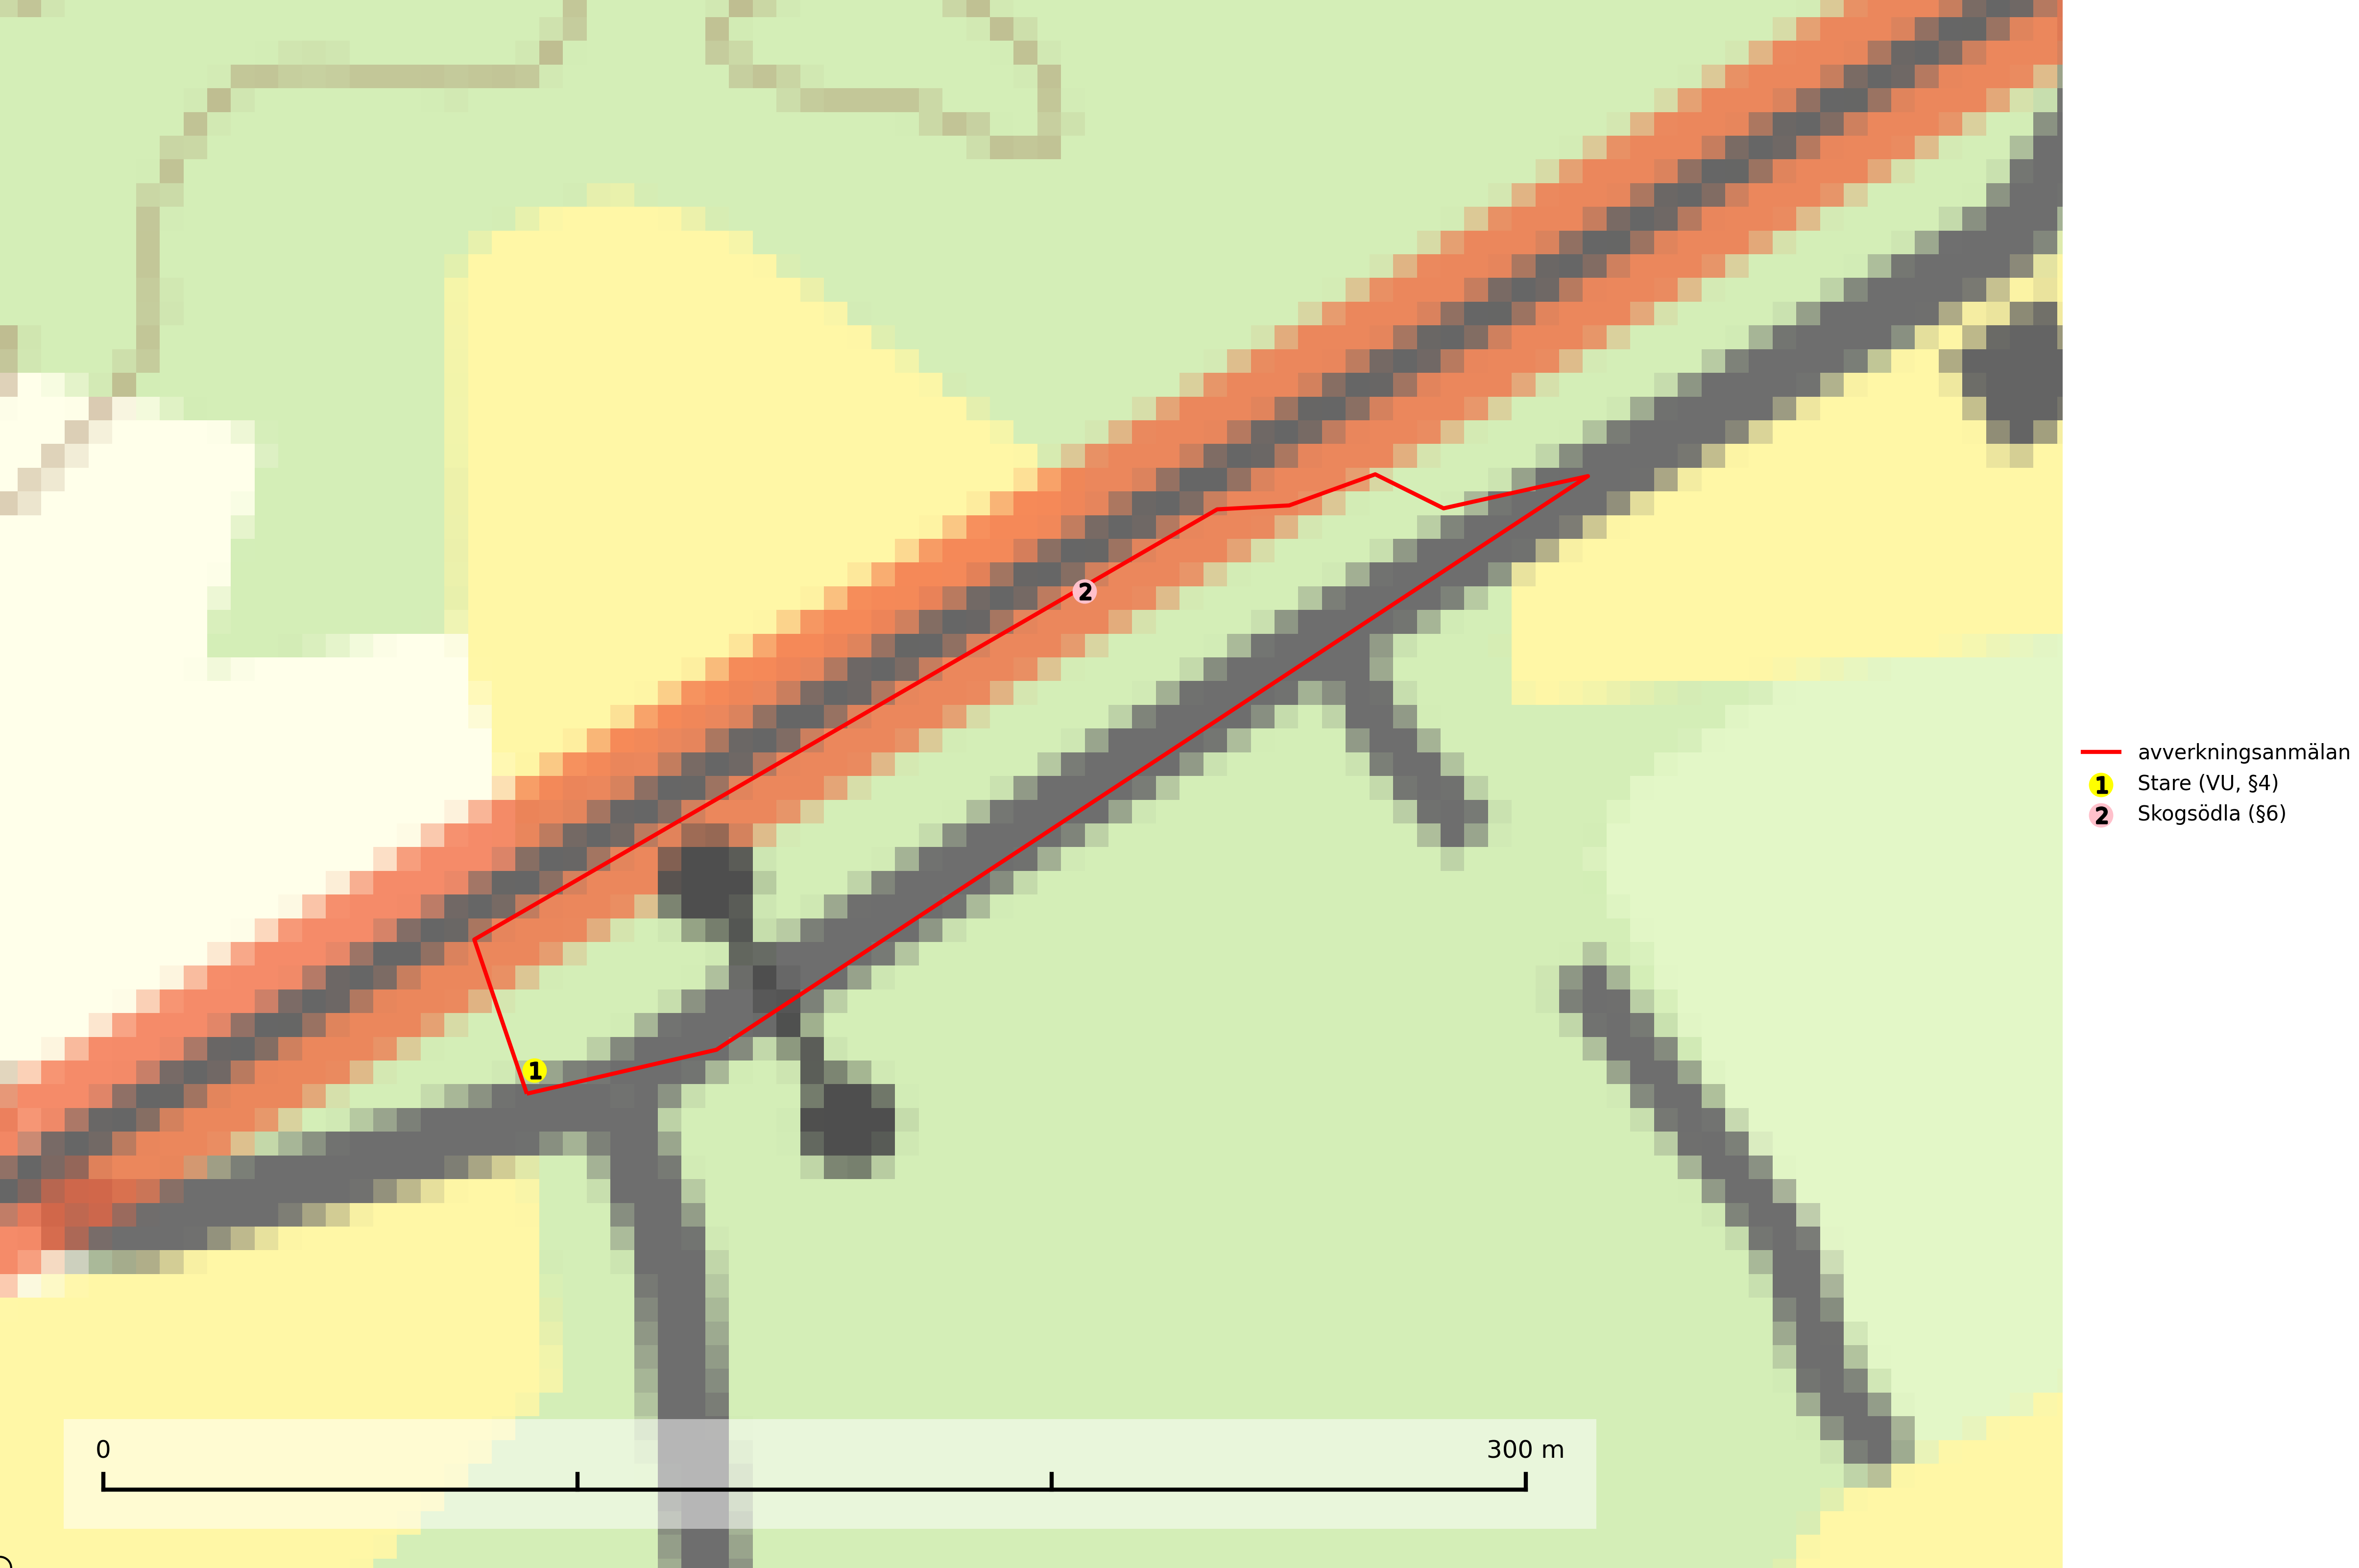 2
1
avverkningsanmälan
1 Stare (VU, §4)
2 Skogsödla (§6)
0 300 m